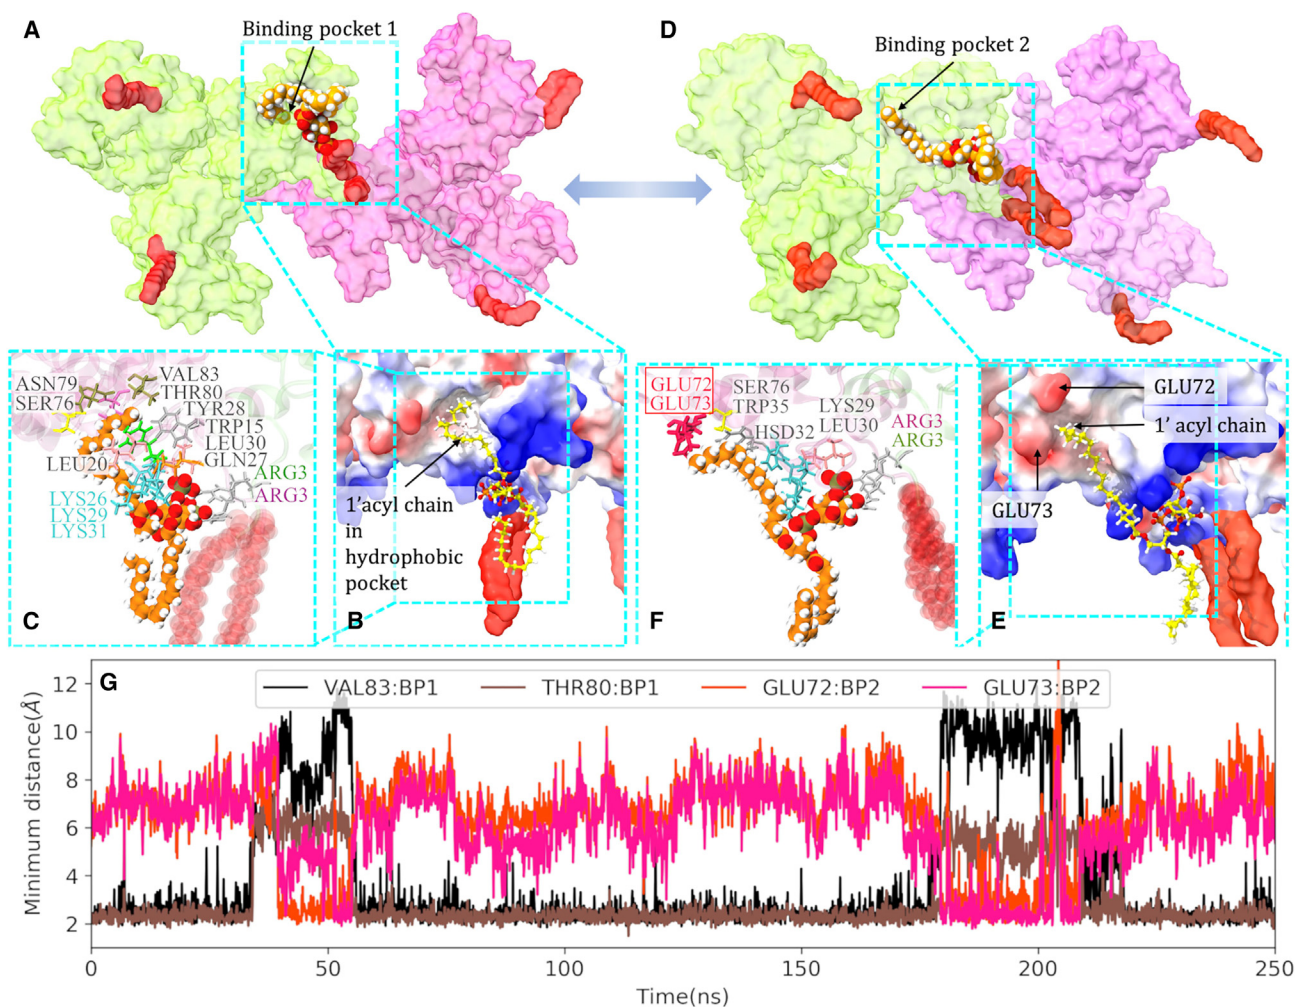 A
Binding pocket 1
D
Binding pocket 2
ASN79
SER76
VAL83
THR80
TYR28
TRP15
LEU30
GLN27
LEU20
ARG3
ARG3
LYS26
LYS29
LYS31
C
1’acyl chain
in
hydrophobic
pocket
B
GLU72
GLU73
SER76
TRP35
HSD32
LYS29
LEU30
ARG3
ARG3
F
GLU72
1’ acyl chain
GLU73
E
G
VAL83:BP1
THR80:BP1
GLU72:BP2
GLU73:BP2
Minimum distance(Å)
12
10
8
6
4
2
0
50
100
150
200
250
Time(ns)